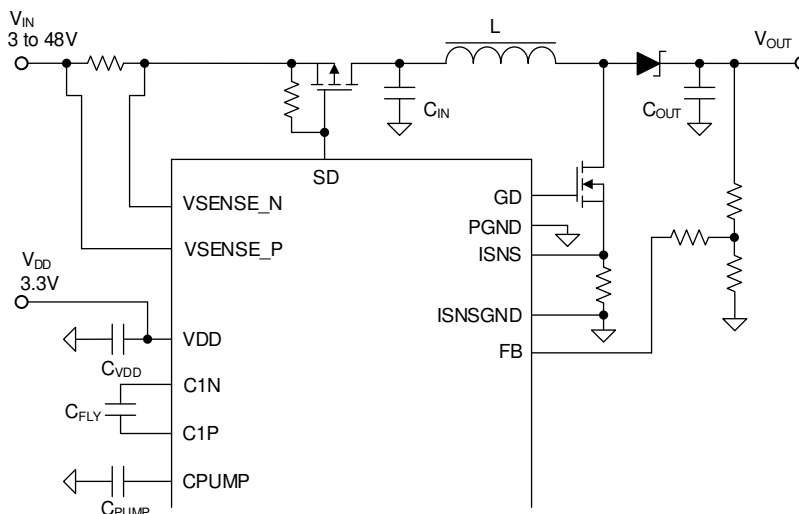 VIN
3 to 48V
L
VOUT
CIN
COUT
SD
GD
VSENSE_N
PGND
VSENSE_P
ISNS
VDD
3.3V
ISNSGND
VDD
FB
CVDD
C1N
CFLY
C1P
CPUMP
CPUMP